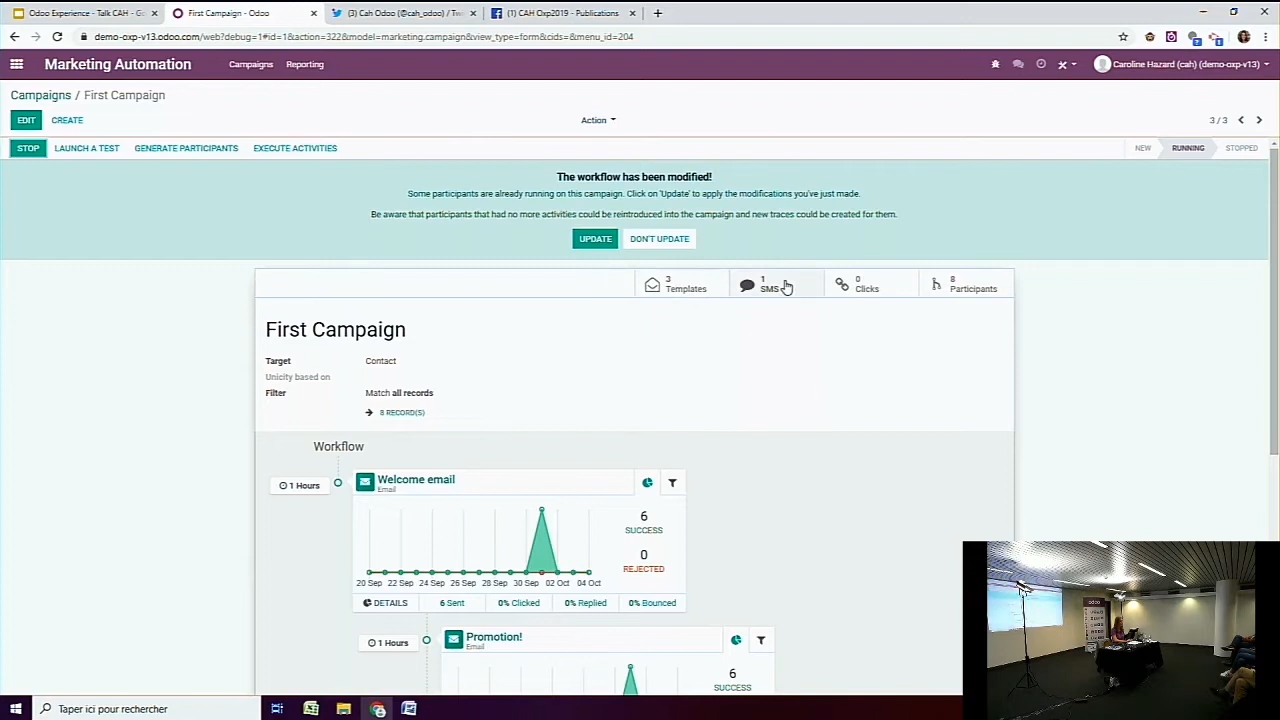 Odoo Experience - Talk CAH - Go
First Campaign - Odoo
(3) Cah Odoo (@cah_odoo) / Tw
(1) CAH Oxp2019 - Publications
demo-oxp-v13.odoo.com/web?debug=1#id=1&action=322&model=marketing.campaign&view_type=form&cids=&menu_id=204
Marketing Automation
Campaigns
Reporting
Caroline Hazard (cah) (demo-oxp-v13)
Campaigns / First Campaign
EDIT
CREATE
Action
3 / 3
STOP
LAUNCH A TEST
GENERATE PARTICIPANTS
EXECUTE ACTIVITIES
NEW
RUNNING
STOPPED
The workflow has been modified!
Some participants are already running on this campaign. Click on 'Update' to apply the modifications you've just made.
Be aware that participants that had no more activities could be reintroduced into the campaign and new traces could be created for them.
UPDATE
DON'T UPDATE
3
Templates
1
SMS
0
Clicks
8
Participants
First Campaign
Target
Contact
Unicity based on
Filter
Match all records
8 RECORD(S)
Workflow
1 Hours
Welcome email
Email
6
SUCCESS
0
REJECTED
20 Sep 22 Sep 24 Sep 26 Sep 28 Sep 30 Sep 02 Oct 04 Oct
DETAILS
6 Sent
0% Clicked
0% Replied
0% Bounced
1 Hours
Promotion!
Email
6
SUCCESS
Taper ici pour rechercher
odoo